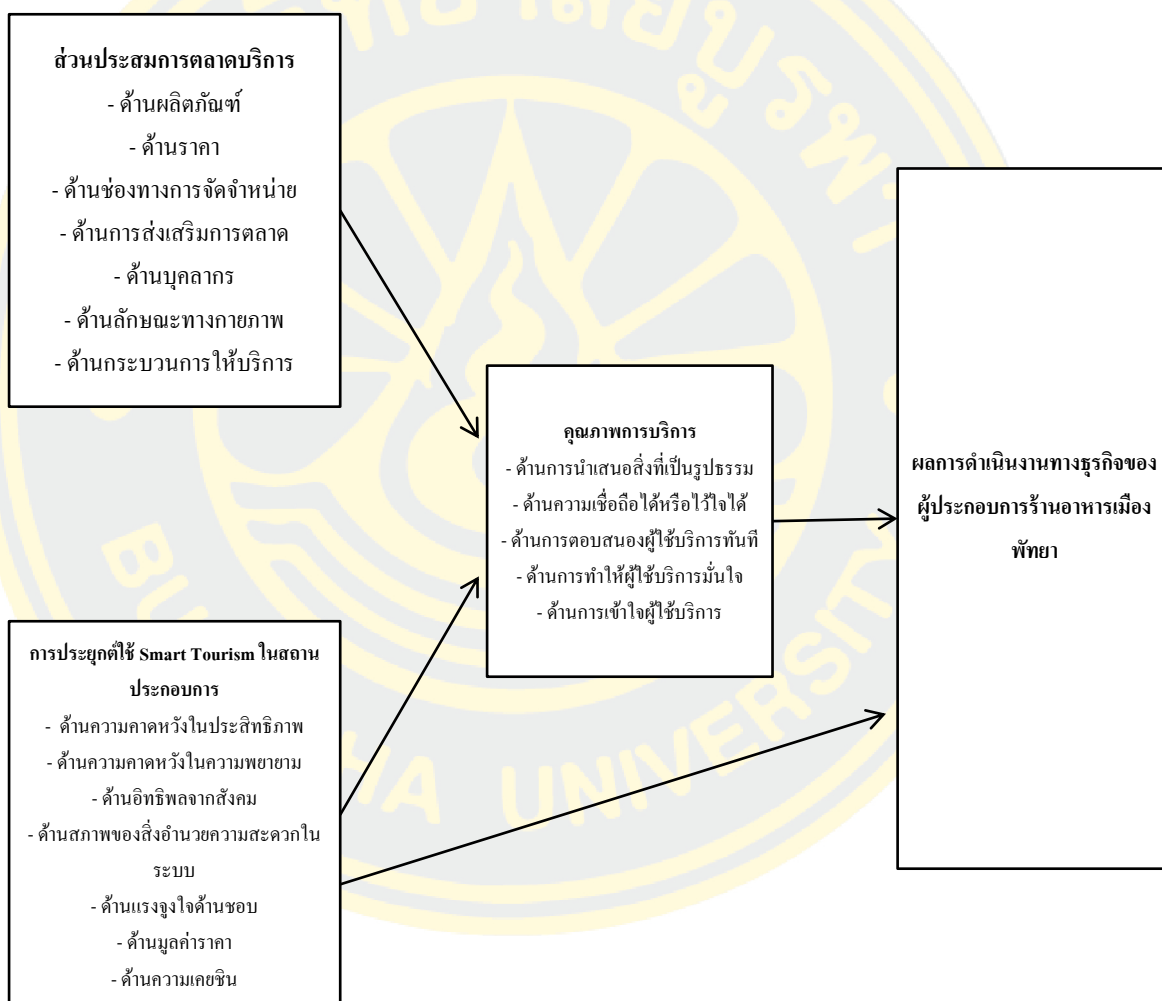 ส่วนประสมการตลาดบริการ
- ด้านผลิตภัณฑ์
- ด้านราคา
- ด้านช่องทางการจัดจำหน่าย
- ด้านการส่งเสริมการตลาด
- ด้านบุคลากร
- ด้านลักษณะทางกายภาพ
- ด้านกระบวนการให้บริการ
คุณภาพการบริการ
- ด้านการนำเสนอสิ่งที่เป็นรูปธรรม
- ด้านความเชื่อถือได้หรือไว้ใจได้
- ด้านการตอบสนองผู้ใช้บริการทันที
- ด้านการทำให้ผู้ใช้บริการมั่นใจ
- ด้านการเข้าใจผู้ใช้บริการ
ผลการดำเนินงานทางธุรกิจของ
ผู้ประกอบการร้านอาหารเมือง
พัทยา
การประยุกต์ใช้ Smart Tourism ในสถาน
ประกอบการ
- ด้านความคาดหวังในประสิทธิภาพ
- ด้านความคาดหวังในความพยายาม
- ด้านอิทธิพลจากสังคม
- ด้านสภาพของสิ่งอำนวยความสะดวกใน
ระบบ
- ด้านแรงจูงใจด้านชอบ
- ด้านมูลค่าราคา
- ด้านความเคยชิน
UNIVERSITY